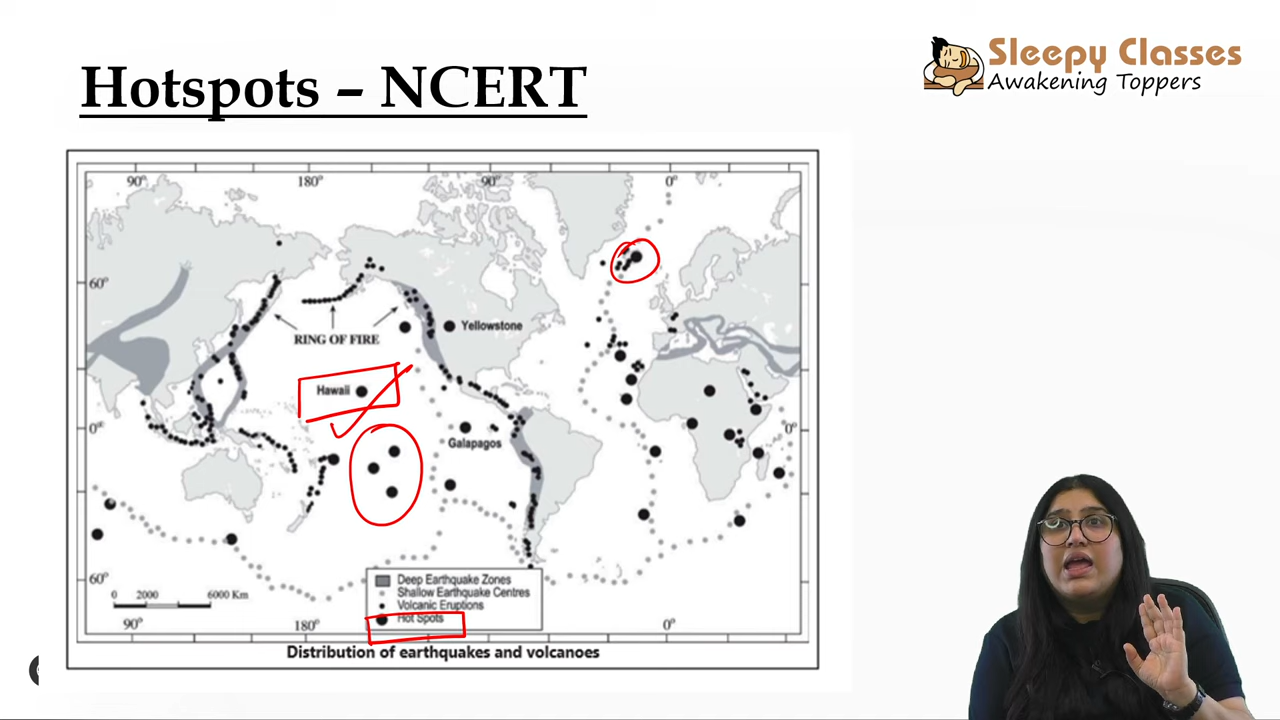 Hotspots – NCERT
Sleepy Classes
Awakening Toppers
90° 180° 90° 0°
60°
Yellowstone
RING OF FIRE
Hawaii
0° 0°
Galapagos
60°
Deep Earthquake Zones
Shallow Earthquake Centres
Volcanic Eruptions
Hot Spots
0 2000 6000 Km
90° 180° 0°
Distribution of earthquakes and volcanoes